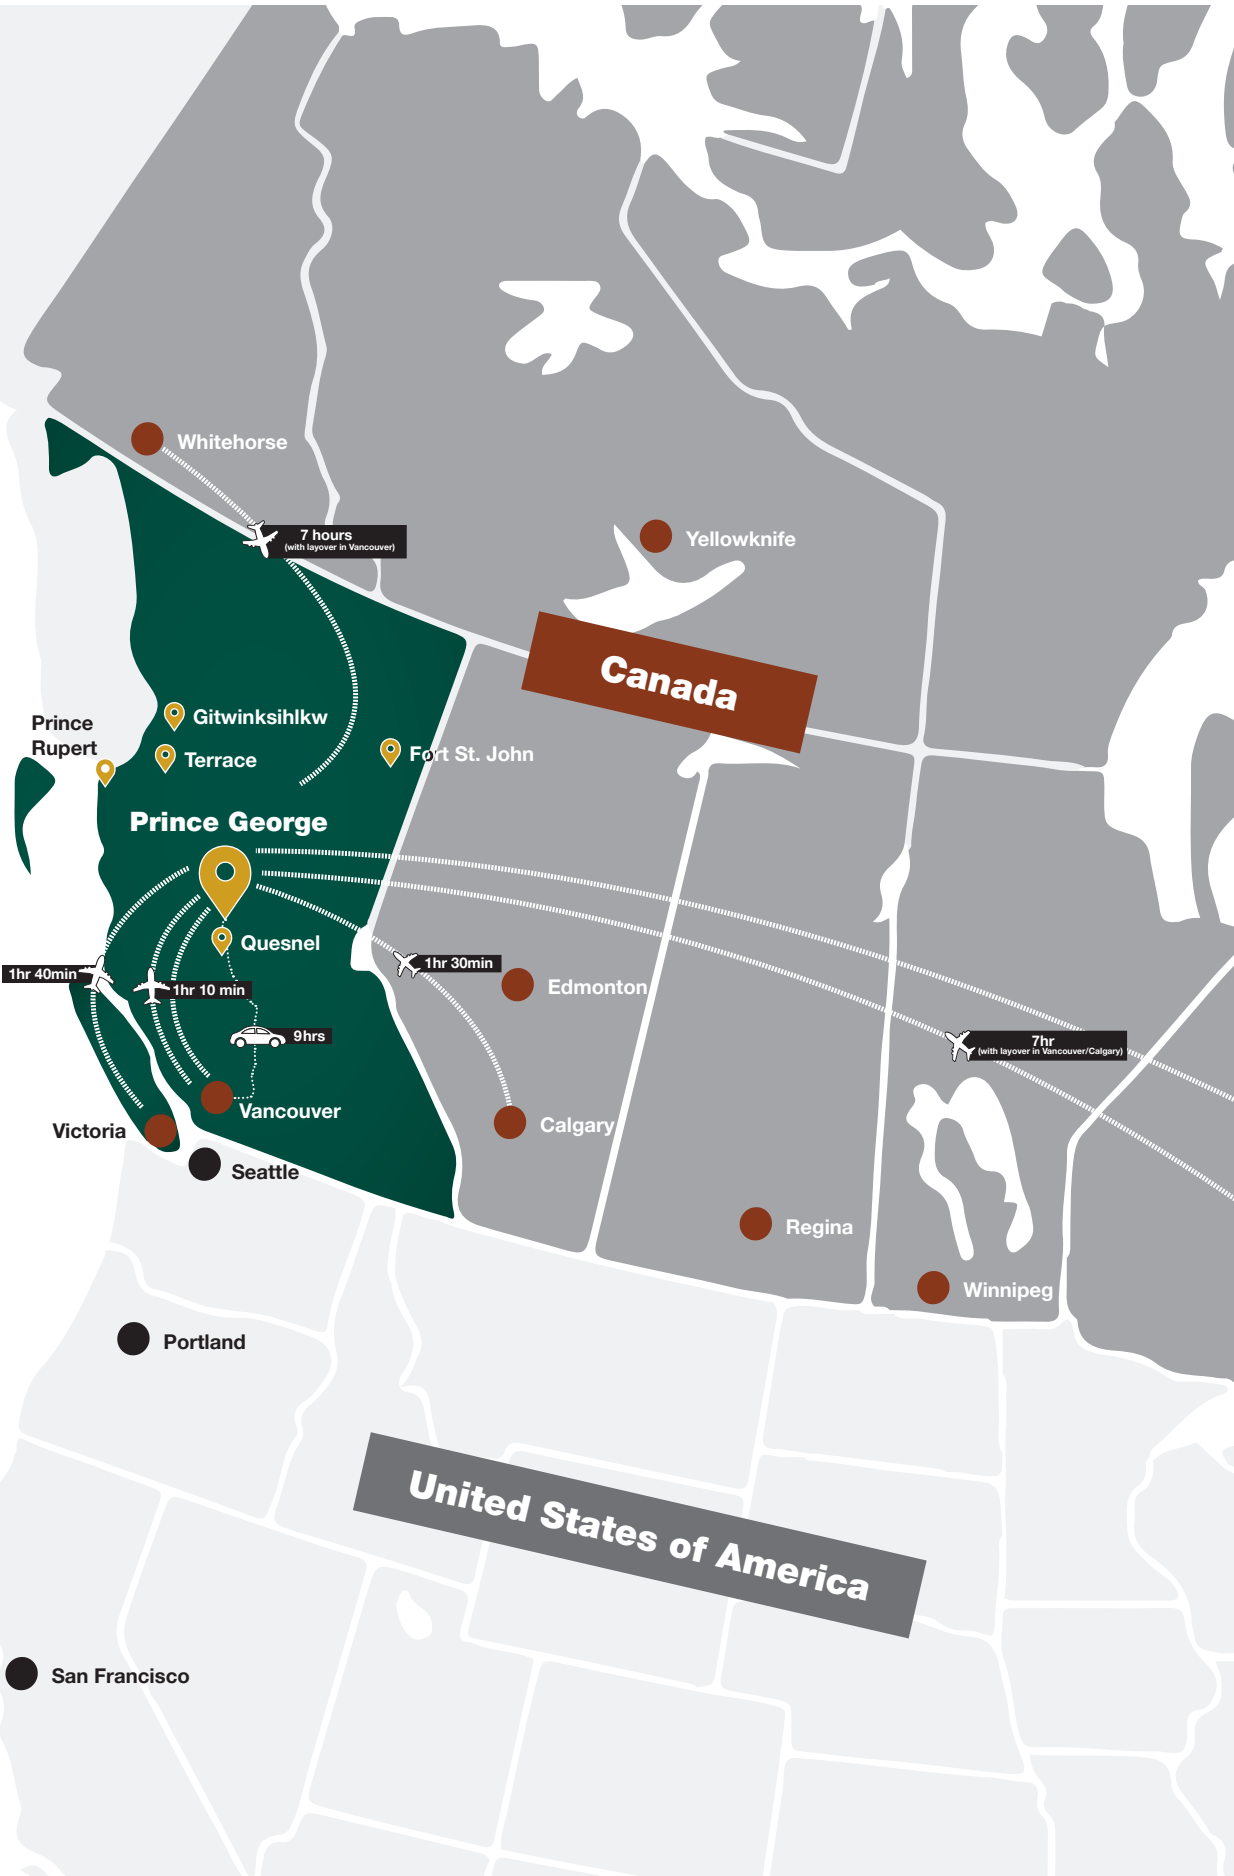 Whitehorse
7 hours
(with layover in Vancouver)
Yellowknife
Canada
Prince
Rupert
Gitwinksihlkw
Terrace
Fort St. John
Prince George
Quesnel
1hr 40min
1hr 10 min
1hr 30min
Edmonton
9hrs
7hr
(with layover in Vancouver/Calgary)
Vancouver
Victoria
Calgary
Seattle
Regina
Winnipeg
Portland
United States of America
San Francisco